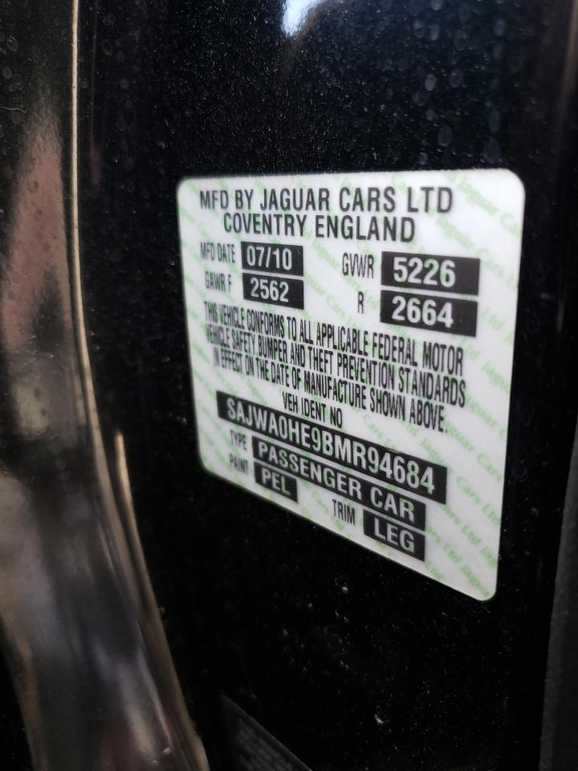 MFD BY JAGUAR CARS LTD
COVENTRY ENGLAND
MFD DATE 07/10 GVWR 5226
GAWR F 2562 R 2664
THIS VEHICLE CONFORMS TO ALL APPLICABLE FEDERAL MOTOR
VEHICLE SAFETY, BUMPER AND THEFT PREVENTION STANDARDS
IN EFFECT ON THE DATE OF MANUFACTURE SHOWN ABOVE.
VEH IDENT NO
SAJWA0HE9BMR94684
TYPE PASSENGER CAR
PAINT PEL TRIM LEG